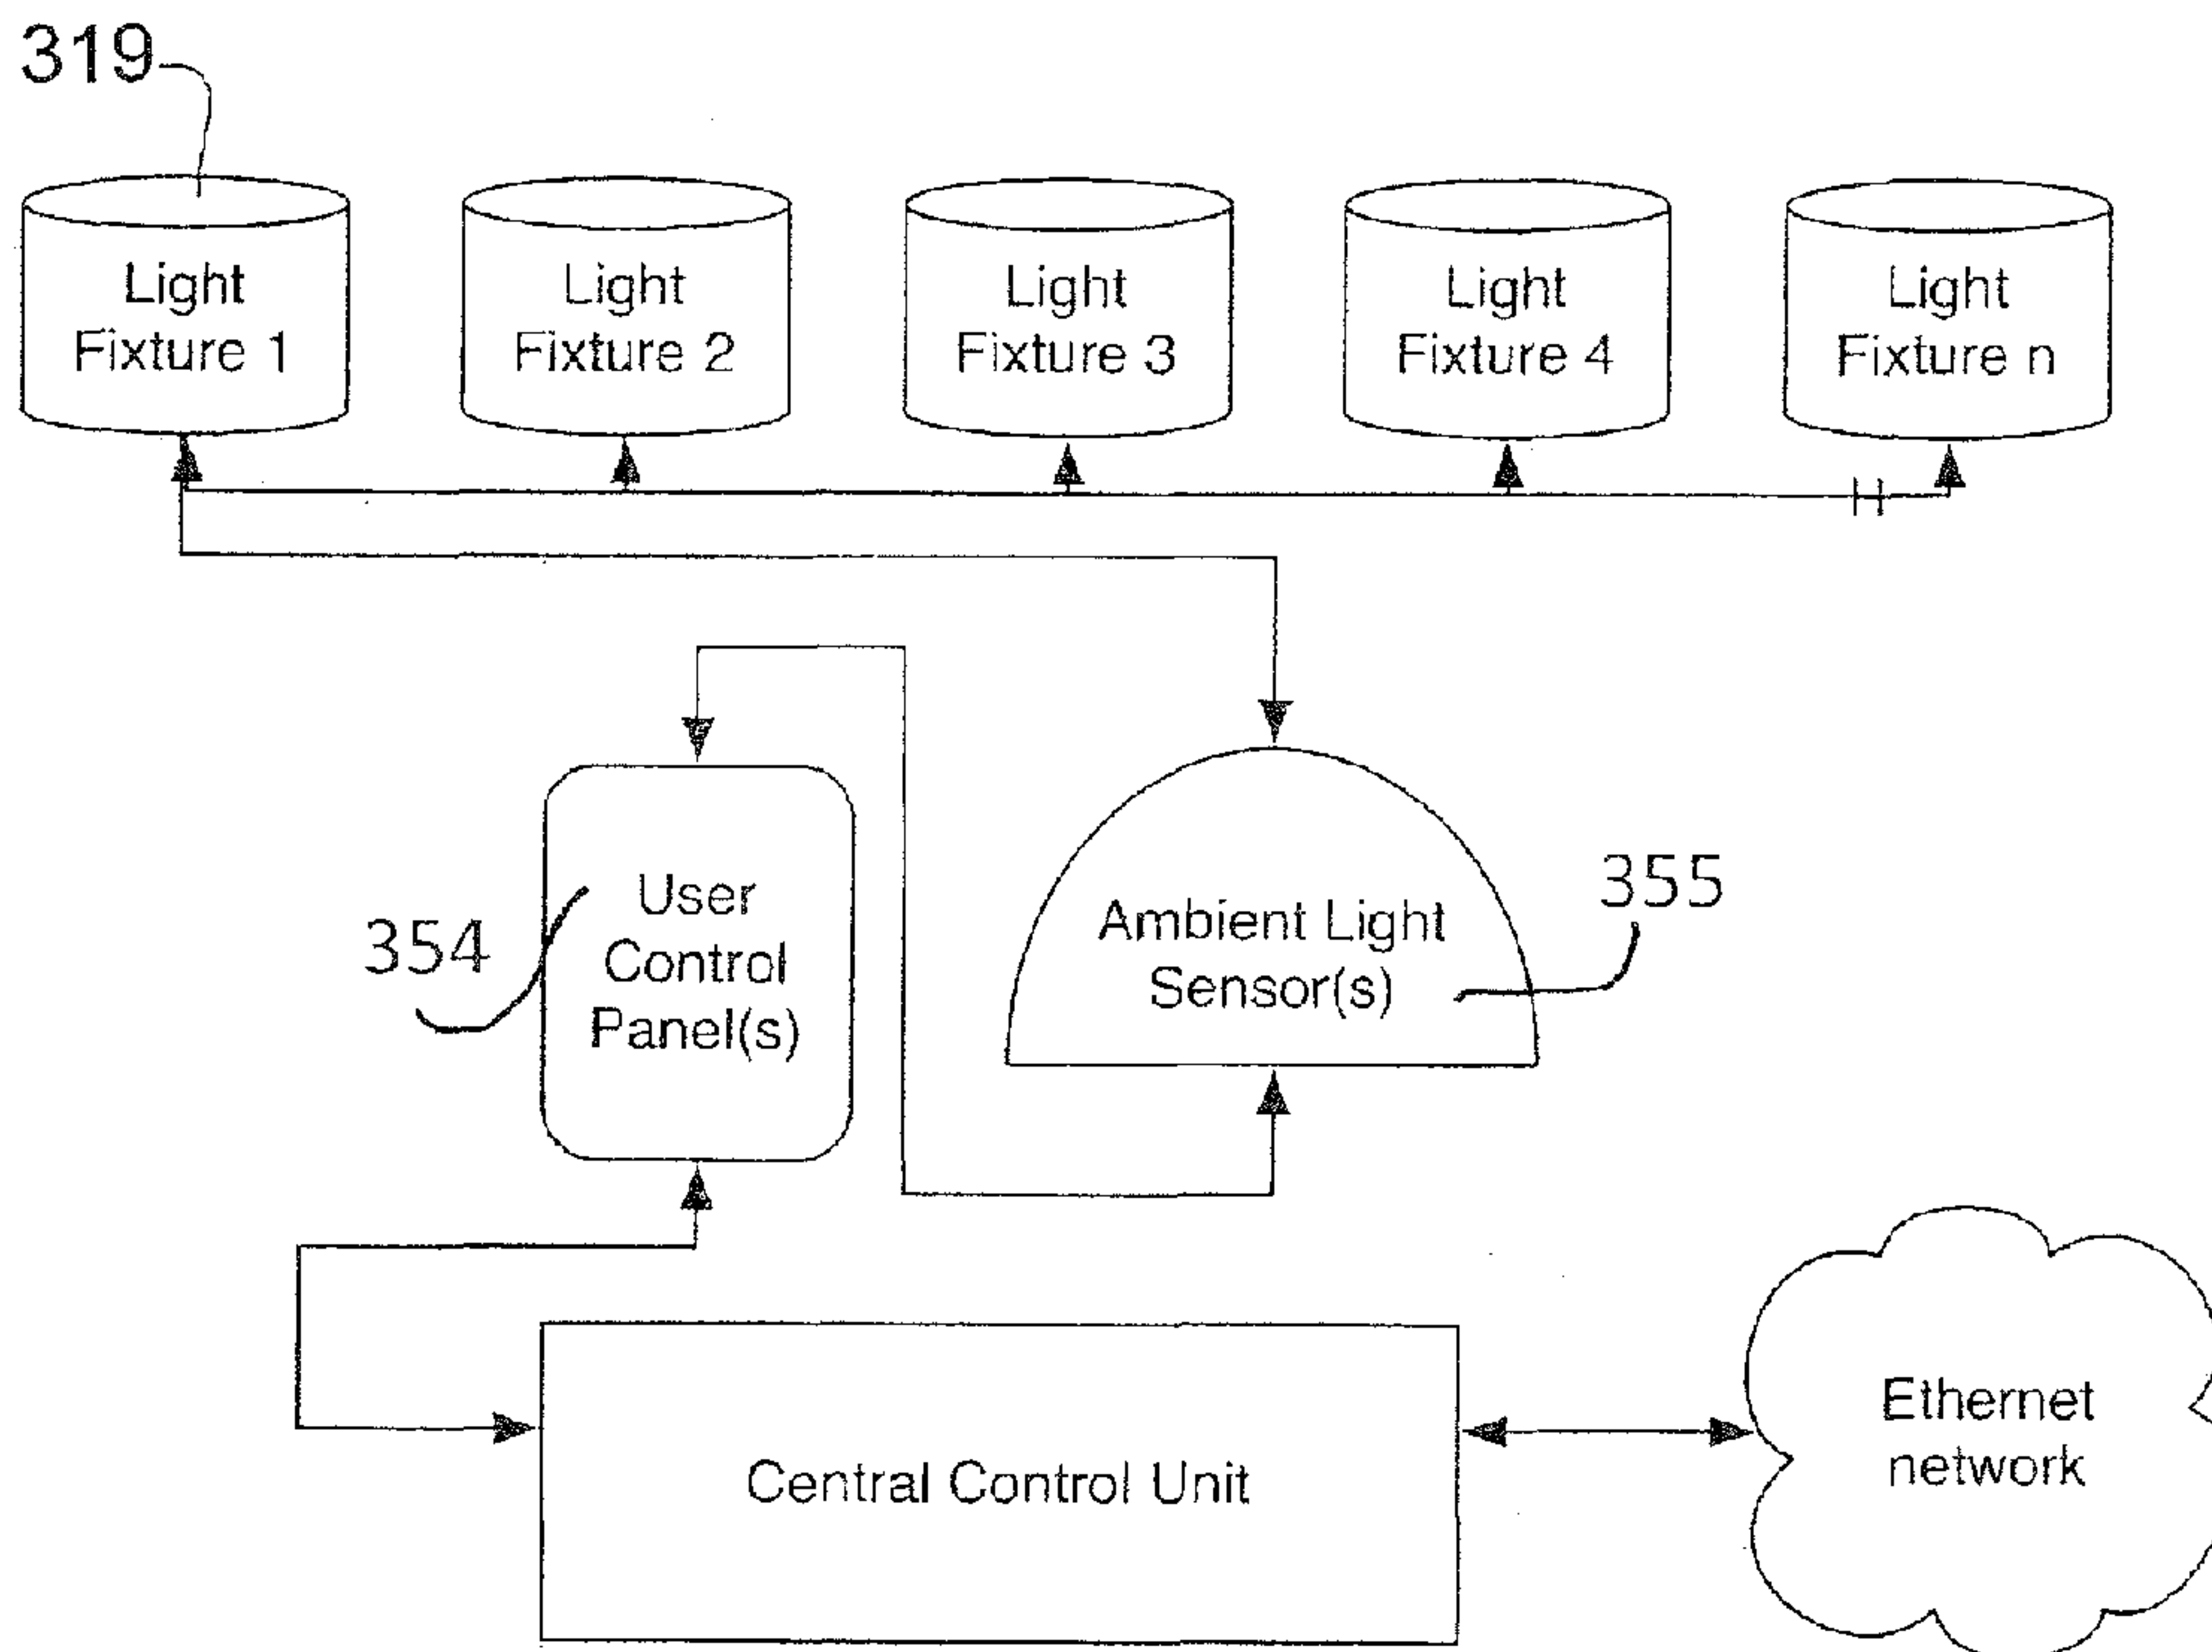 319
Light
Fixture 1
Light
Fixture 2
Light
Fixture 3
Light
Fixture 4
Light
Fixture n
354
User
Control
Panel(s)
Ambient Light
Sensor(s)
355
Central Control Unit
Ethernet
network